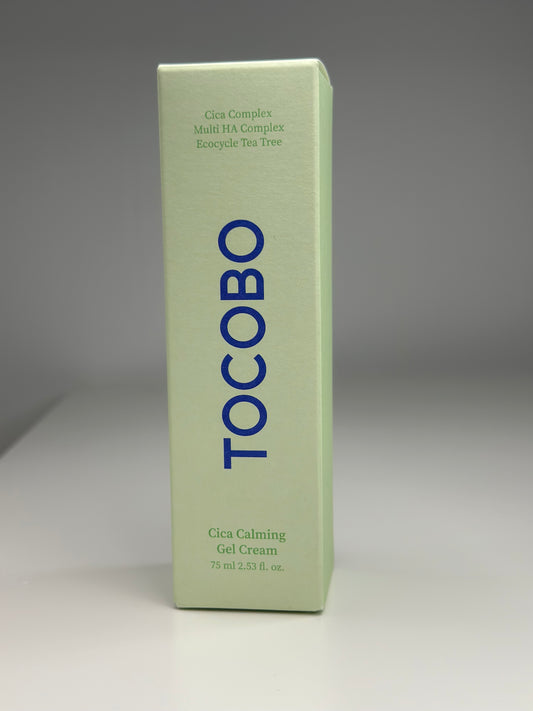 Cica Complex
Multi HA Complex
Ecocycle Tea Tree
TOCOBO
Cica Calming
Gel Cream
75 ml 2.53 fl. oz.